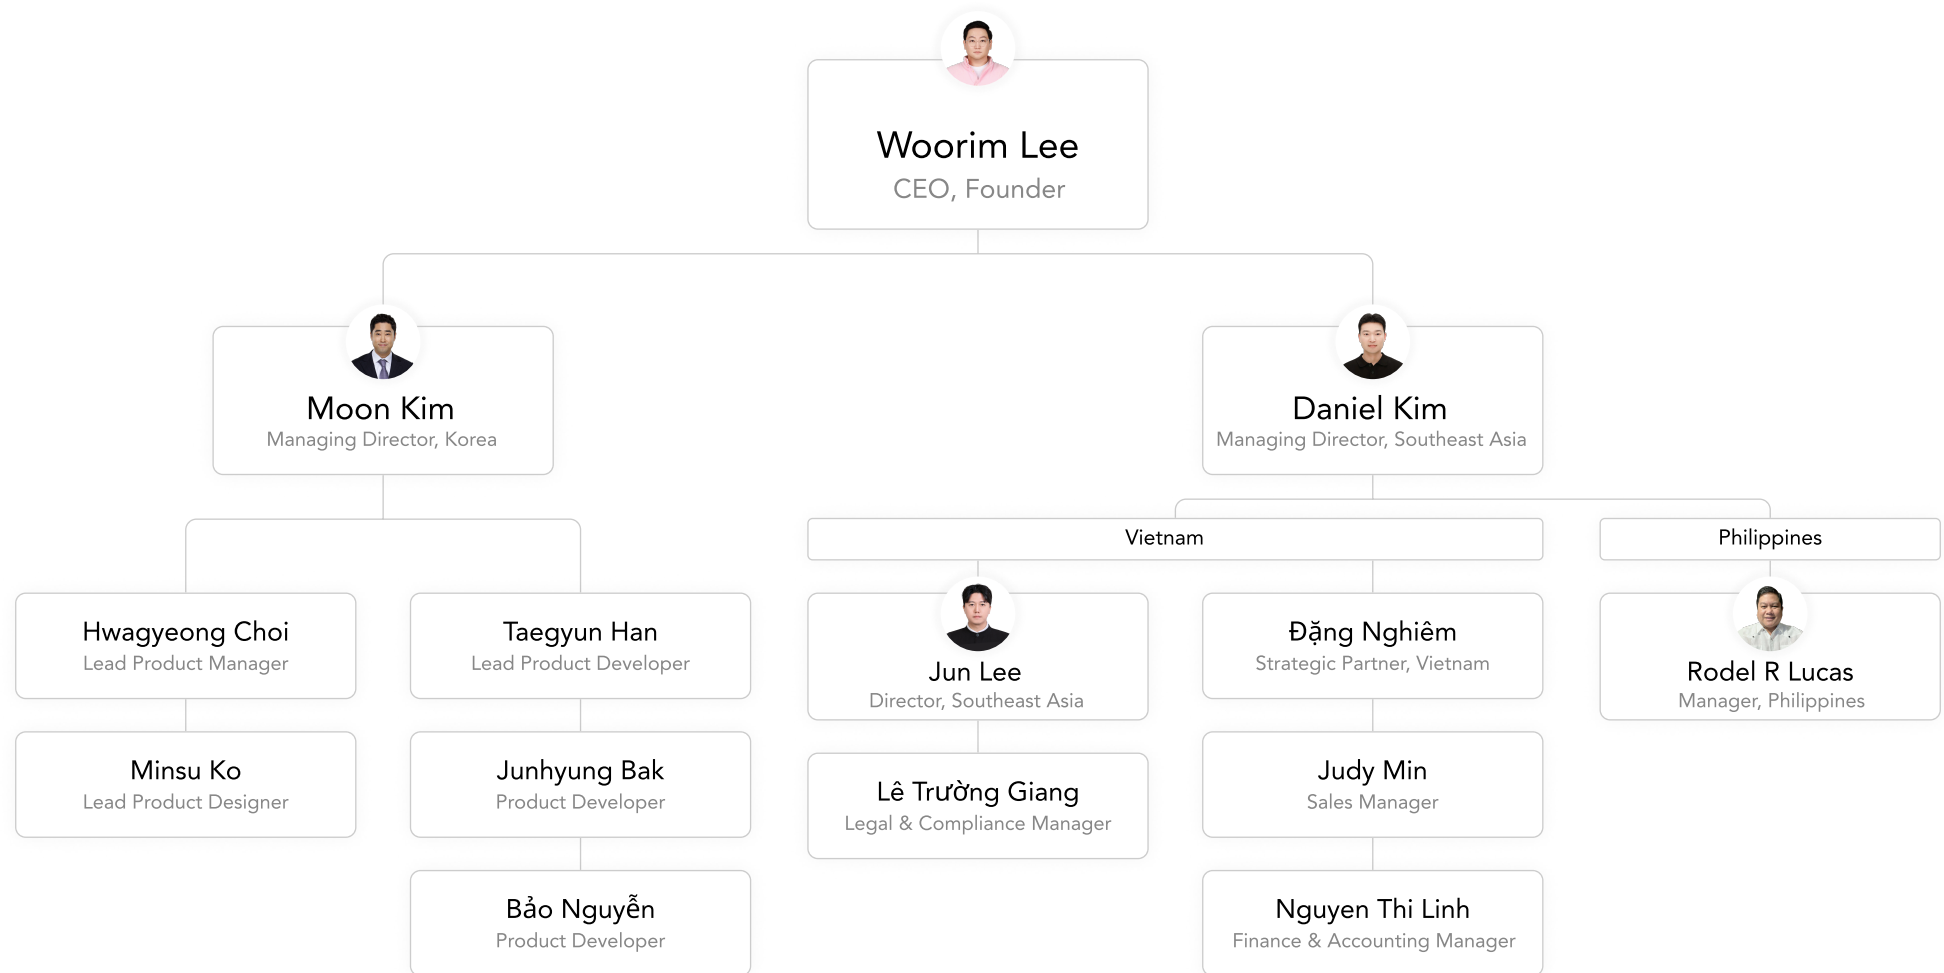 Woorim Lee
CEO, Founder
Moon Kim
Managing Director, Korea
Daniel Kim
Managing Director, Southeast Asia
Vietnam
Philippines
Hwagyeong Choi
Lead Product Manager
Taegyun Han
Lead Product Developer
Jun Lee
Director, Southeast Asia
Đặng Nghiêm
Strategic Partner, Vietnam
Rodel R Lucas
Manager, Philippines
Minsu Ko
Lead Product Designer
Junhyung Bak
Product Developer
Lê Trường Giang
Legal & Compliance Manager
Judy Min
Sales Manager
Bảo Nguyễn
Product Developer
Nguyen Thi Linh
Finance & Accounting Manager